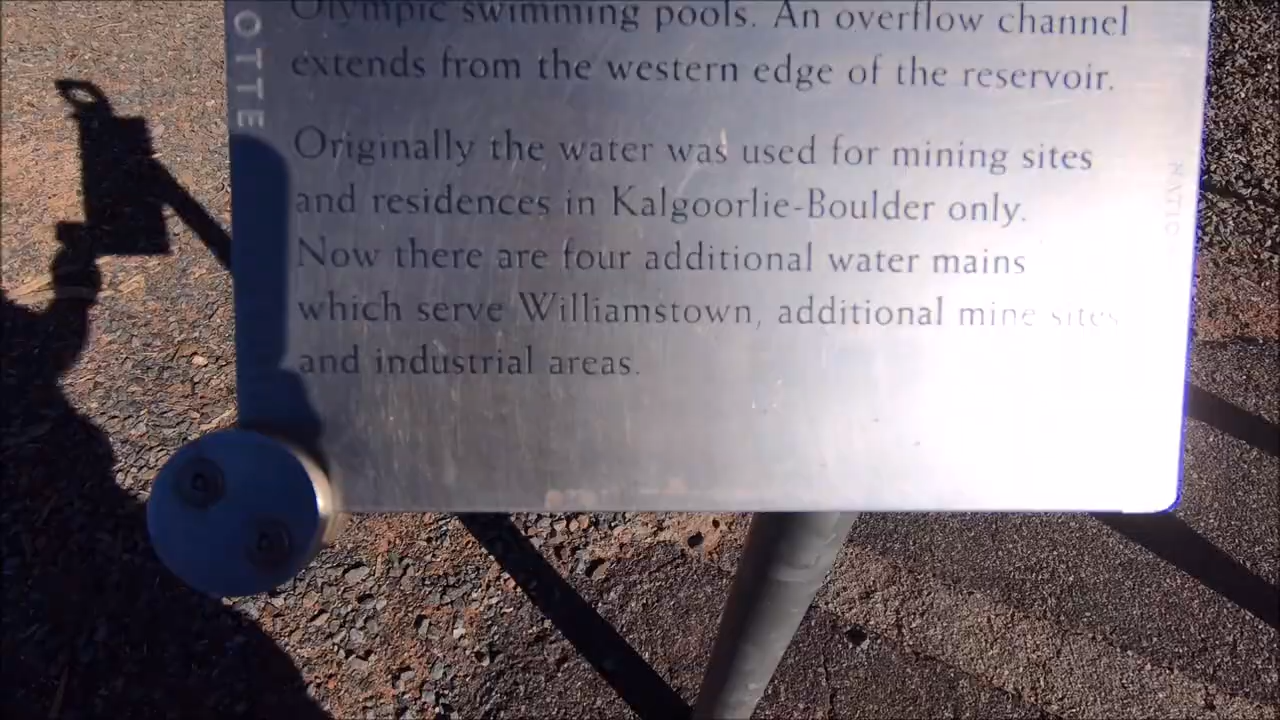 Olympic swimming pools. An overflow channel
extends from the western edge of the reservoir.
Originally the water was used for mining sites
and residences in Kalgoorlie-Boulder only.
Now there are four additional water mains
which serve Williamstown, additional mine sites
and industrial areas.
OTTE
NATIO